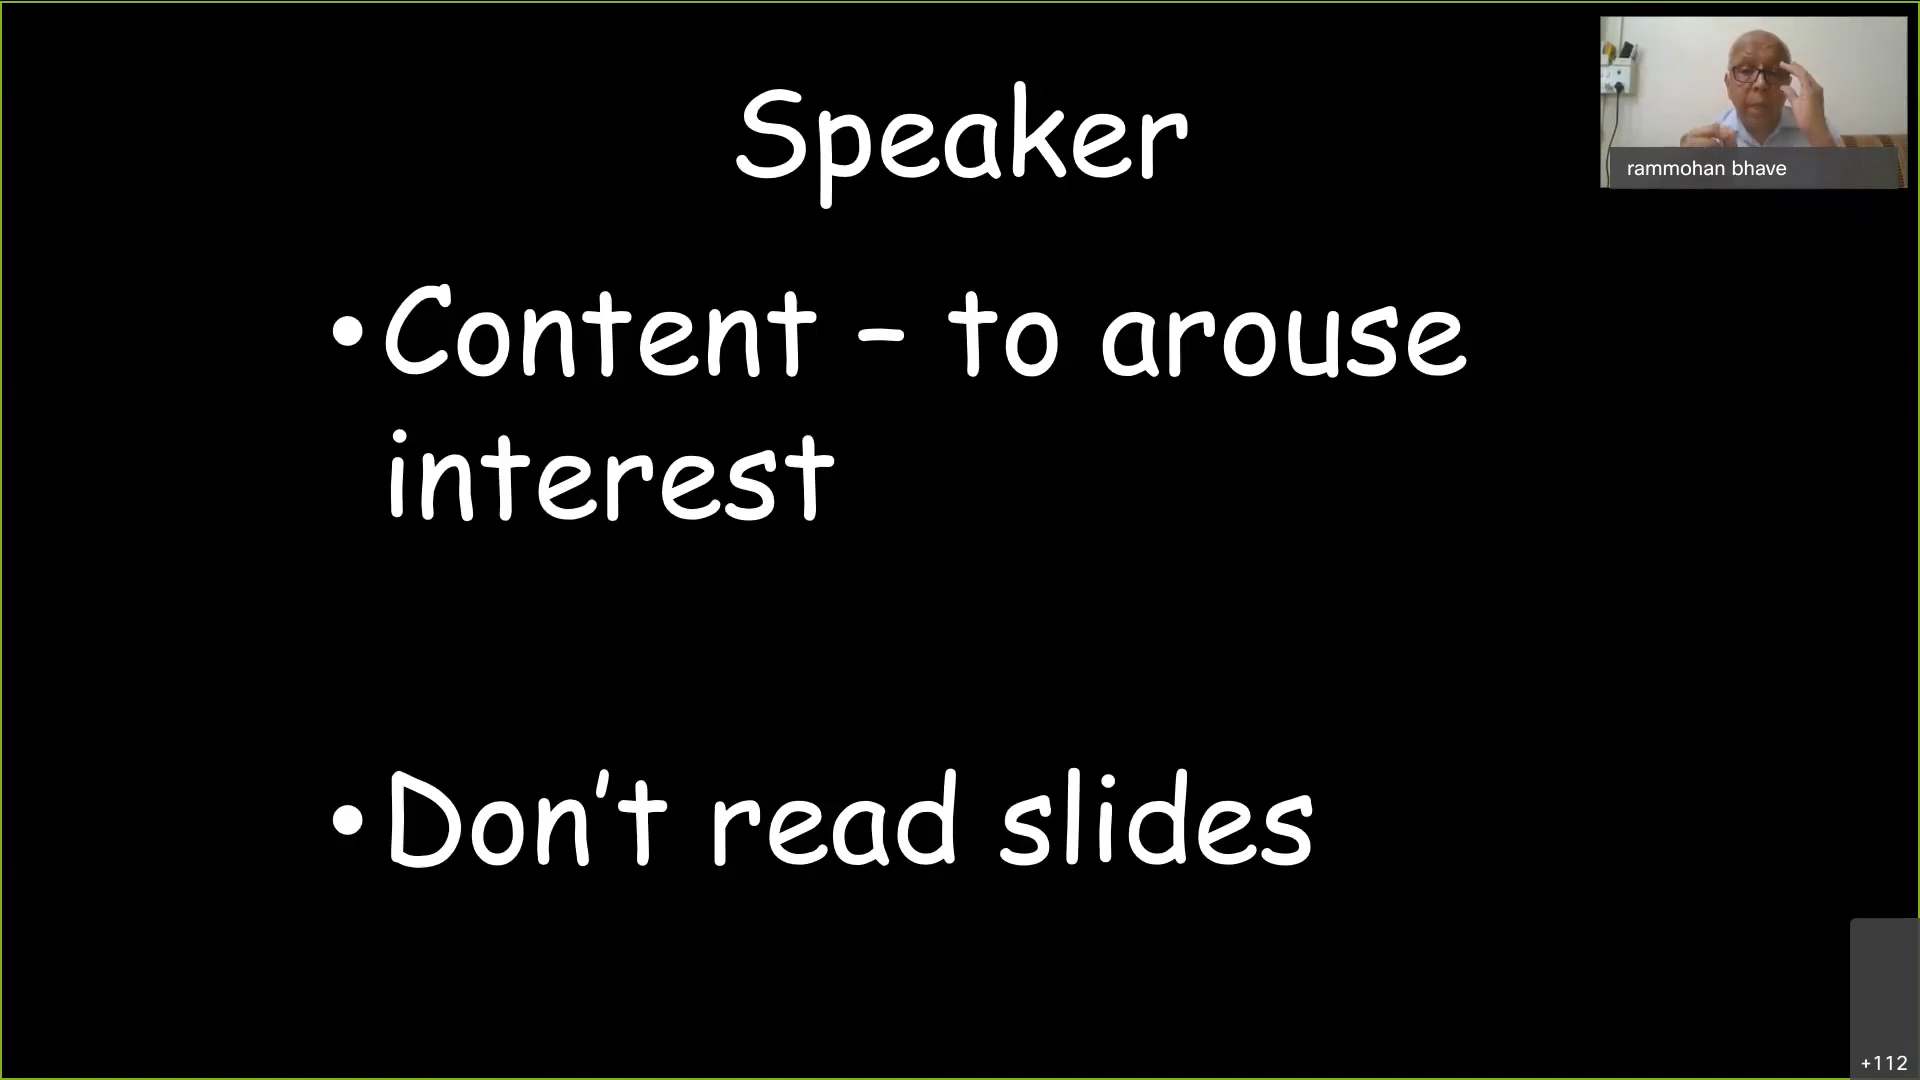 Speaker
rammohan bhave
• Content – to arouse
interest
• Don’t read slides
+112